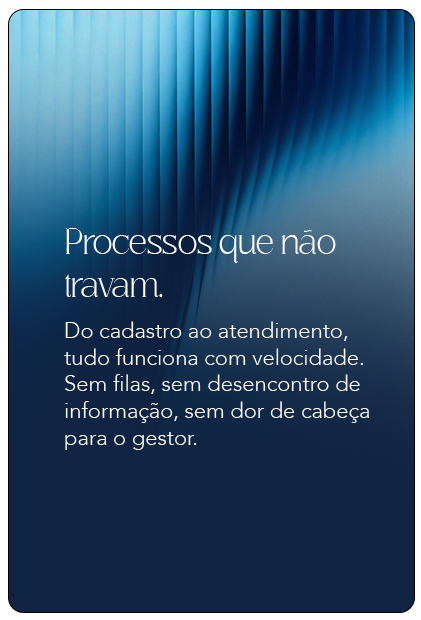 Processos que não
travam.
Do cadastro ao atendimento,
tudo funciona com velocidade.
Sem filas, sem desencontro de
informação, sem dor de cabeça
para o gestor.